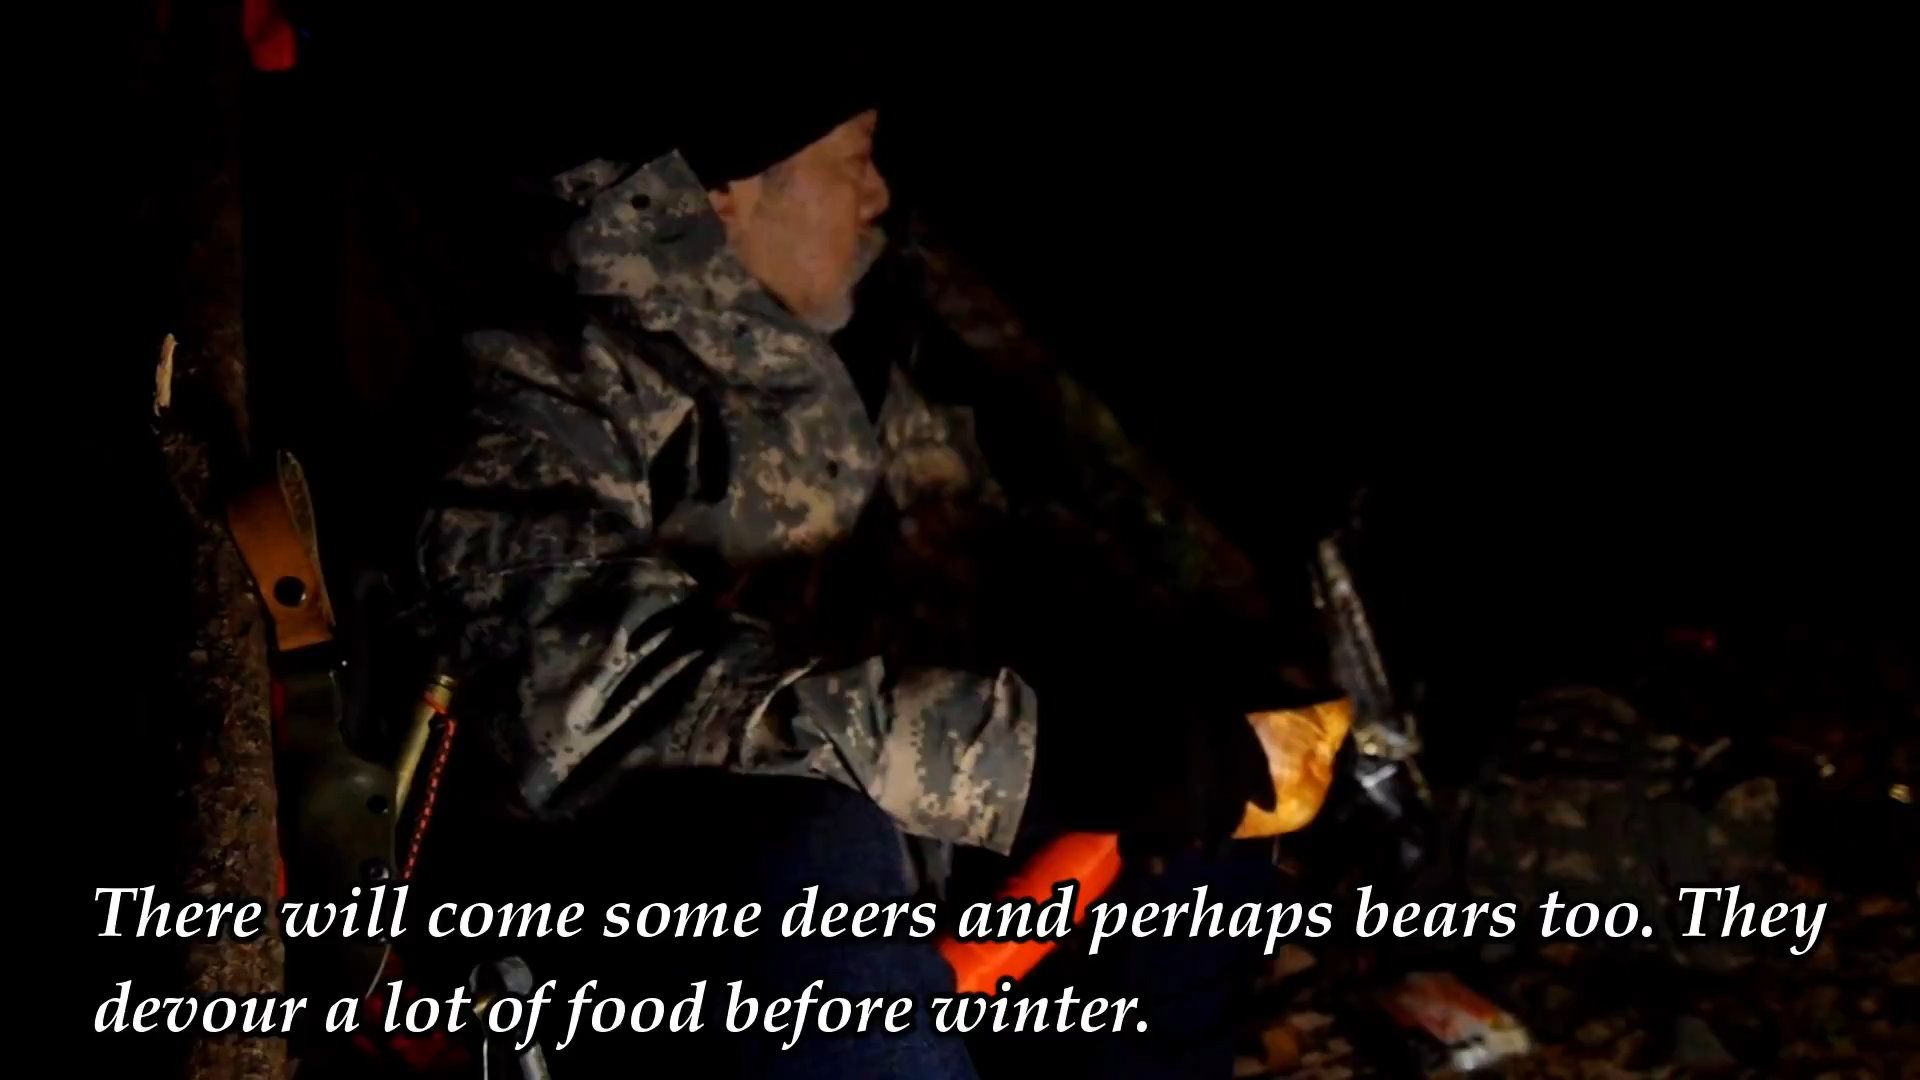 There will come some deers and perhaps bears too. They
devour a lot of food before winter.